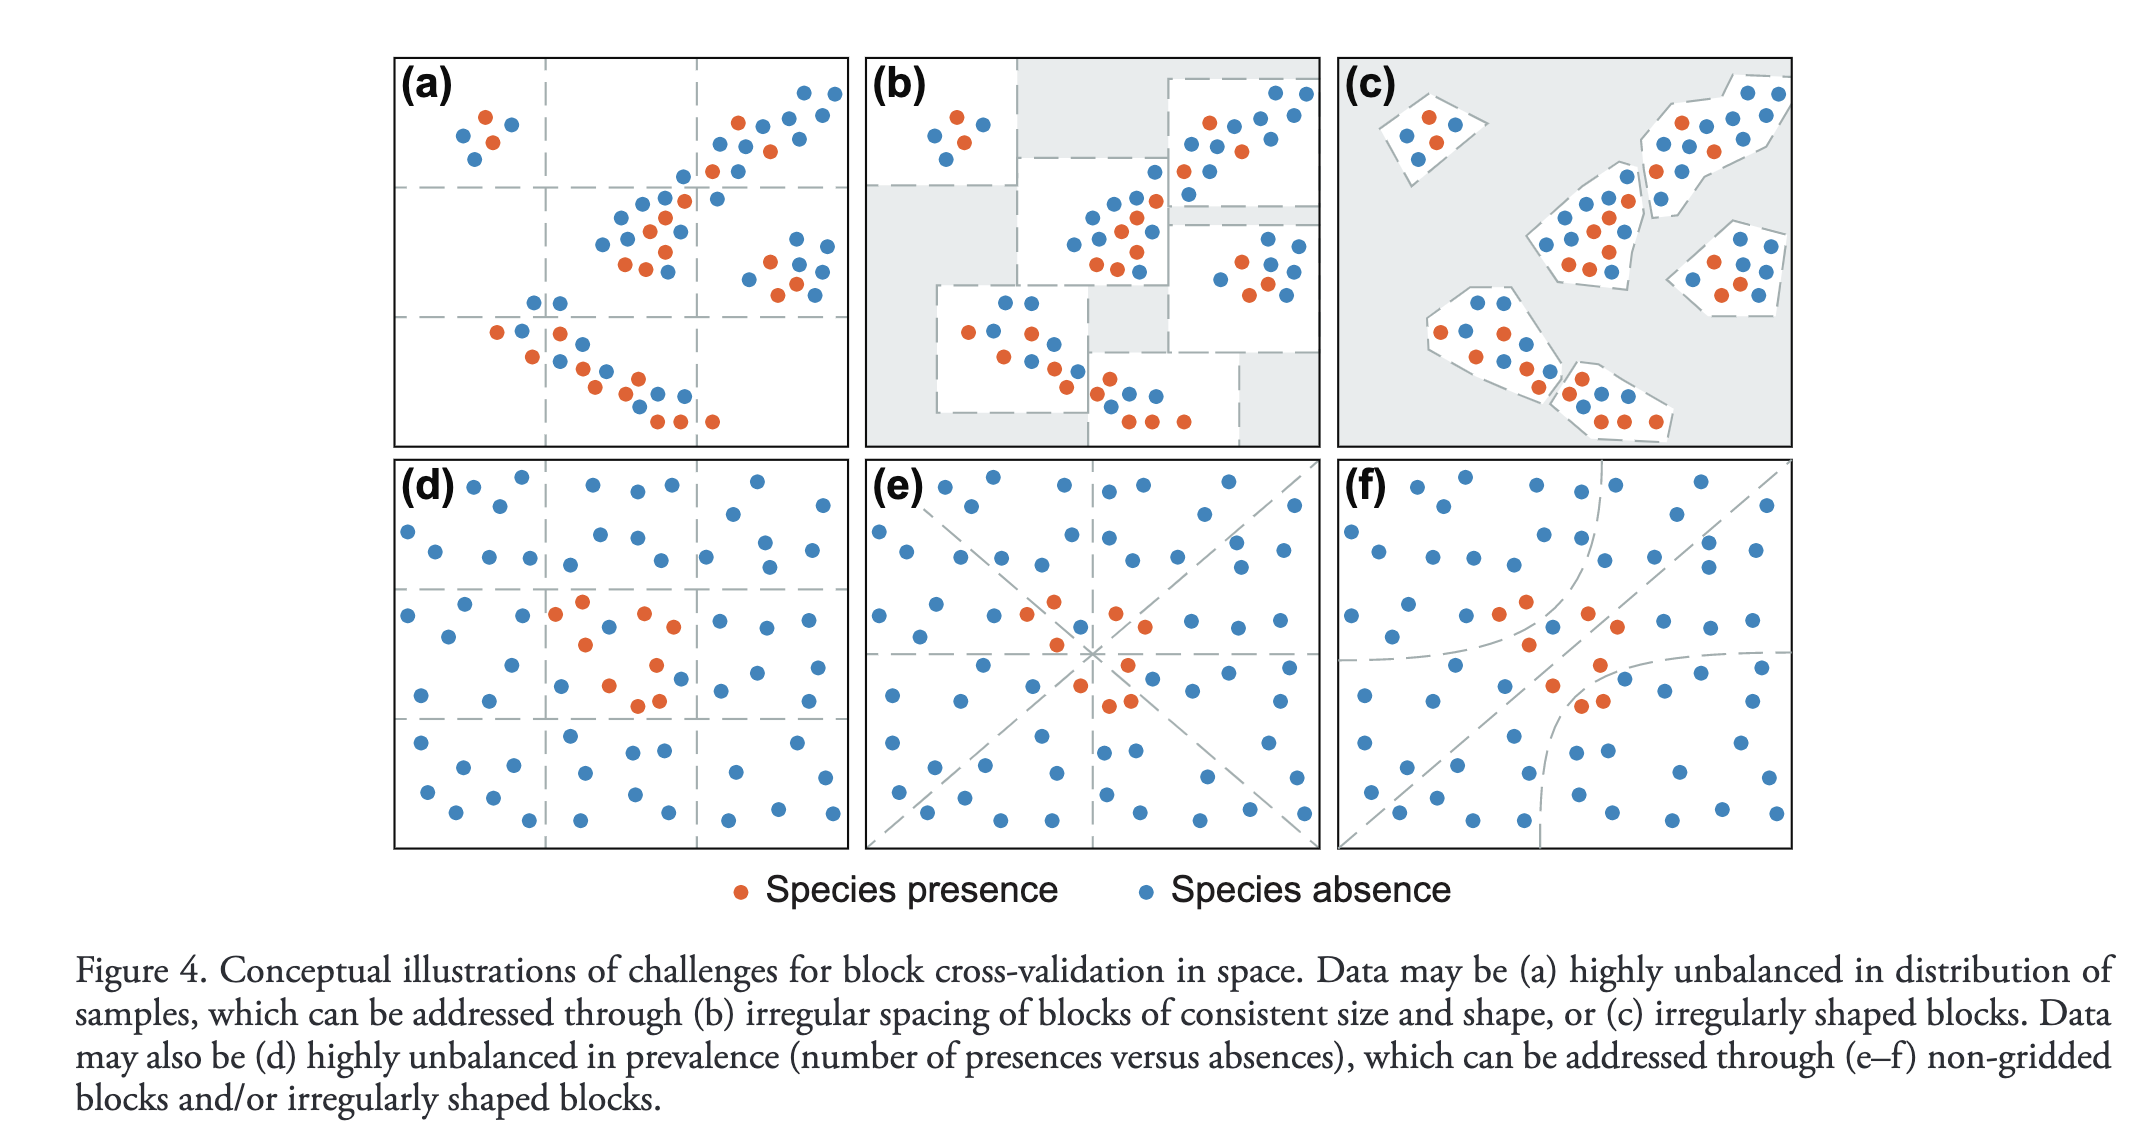 (a)
(b)
(c)
(d)
(e)
(f)
Species presence
Species absence
Figure 4. Conceptual illustrations of challenges for block cross-validation in space. Data may be (a) highly unbalanced in distribution of
samples, which can be addressed through (b) irregular spacing of blocks of consistent size and shape, or (c) irregularly shaped blocks. Data
may also be (d) highly unbalanced in prevalence (number of presences versus absences), which can be addressed through (e–f) non-gridded
blocks and/or irregularly shaped blocks.